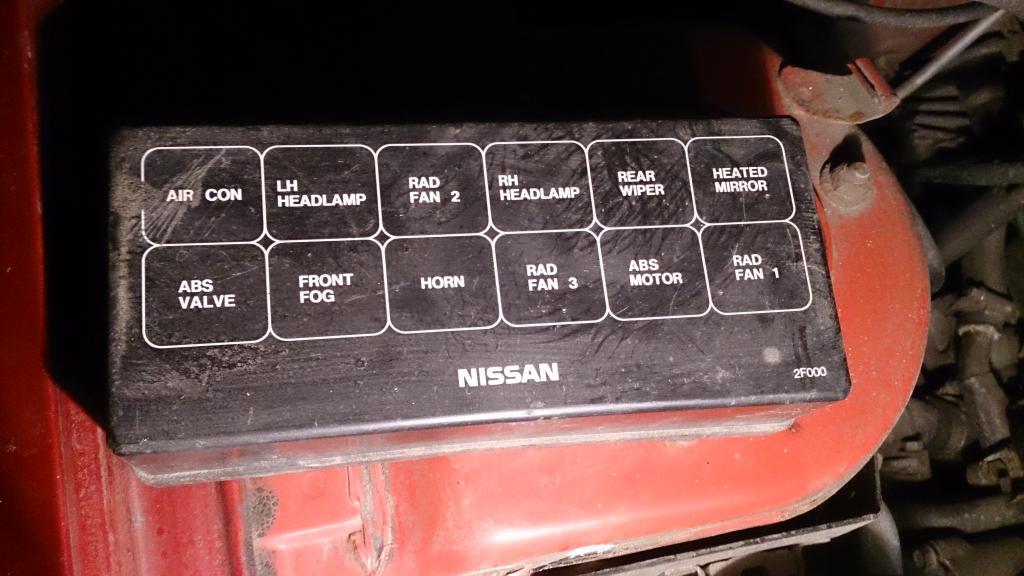 AIR CON
LH
HEADLAMP
RAD
FAN 2
RH
HEADLAMP
REAR
WIPER
HEATED
MIRROR
ABS
VALVE
FRONT
FOG
HORN
RAD
FAN 3
ABS
MOTOR
RAD
FAN 1
NISSAN
2F000